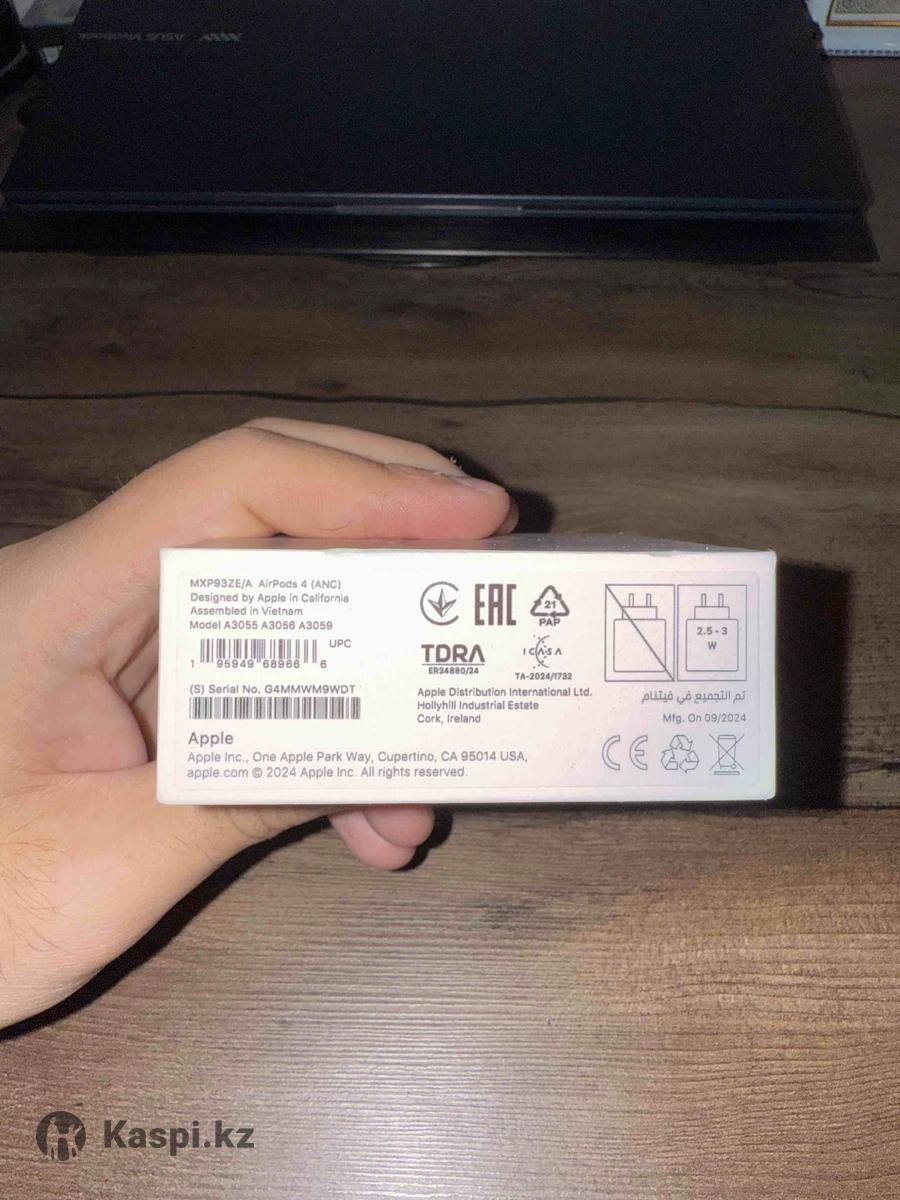 ASUS Vivobook
MXP93ZE/A AirPods 4 (ANC)
Designed by Apple in California
Assembled in Vietnam
Model A3055 A3056 A3059
UPC
1 95949 68966 6
(S) Serial No. G4MMWM9WDT
Apple
Apple Inc., One Apple Park Way, Cupertino, CA 95014 USA,
apple.com © 2024 Apple Inc. All rights reserved.
EAC
21
PAP
TDRA
ER34880/24
ICASA
TA-2024/1732
Apple Distribution International Ltd.
Hollyhill Industrial Estate
Cork, Ireland
2.5 - 3
W
تم التجميع في فيتنام
Mfg. On 09/2024
CE
Kaspi.kz